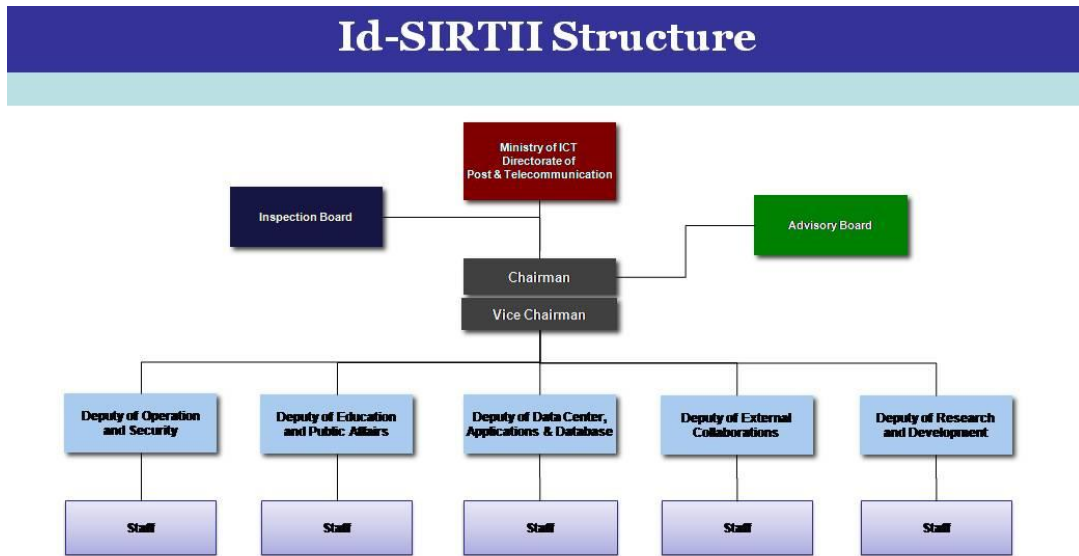 Id-SIRTII Structure
Ministry of ICT
Directorate of
Post & Telecommunication
Inspection Board
Advisory Board
Chairman
Vice Chairman
Deputy of Operation
and Security
Deputy of Education
and Public Affairs
Deputy of Data Center,
Applications & Database
Deputy of External
Collaborations
Deputy of Research
and Development
Staff
Staff
Staff
Staff
Staff